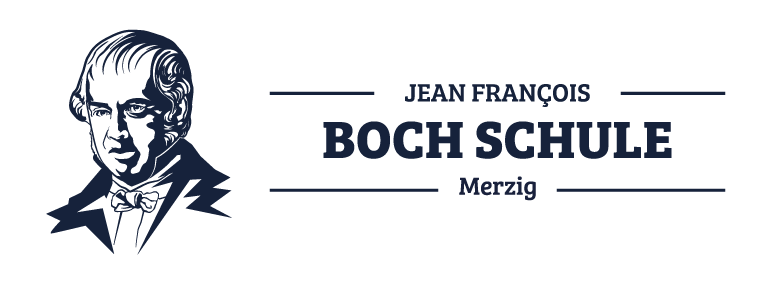 JEAN FRANÇOIS
BOCH SCHULE
Merzig